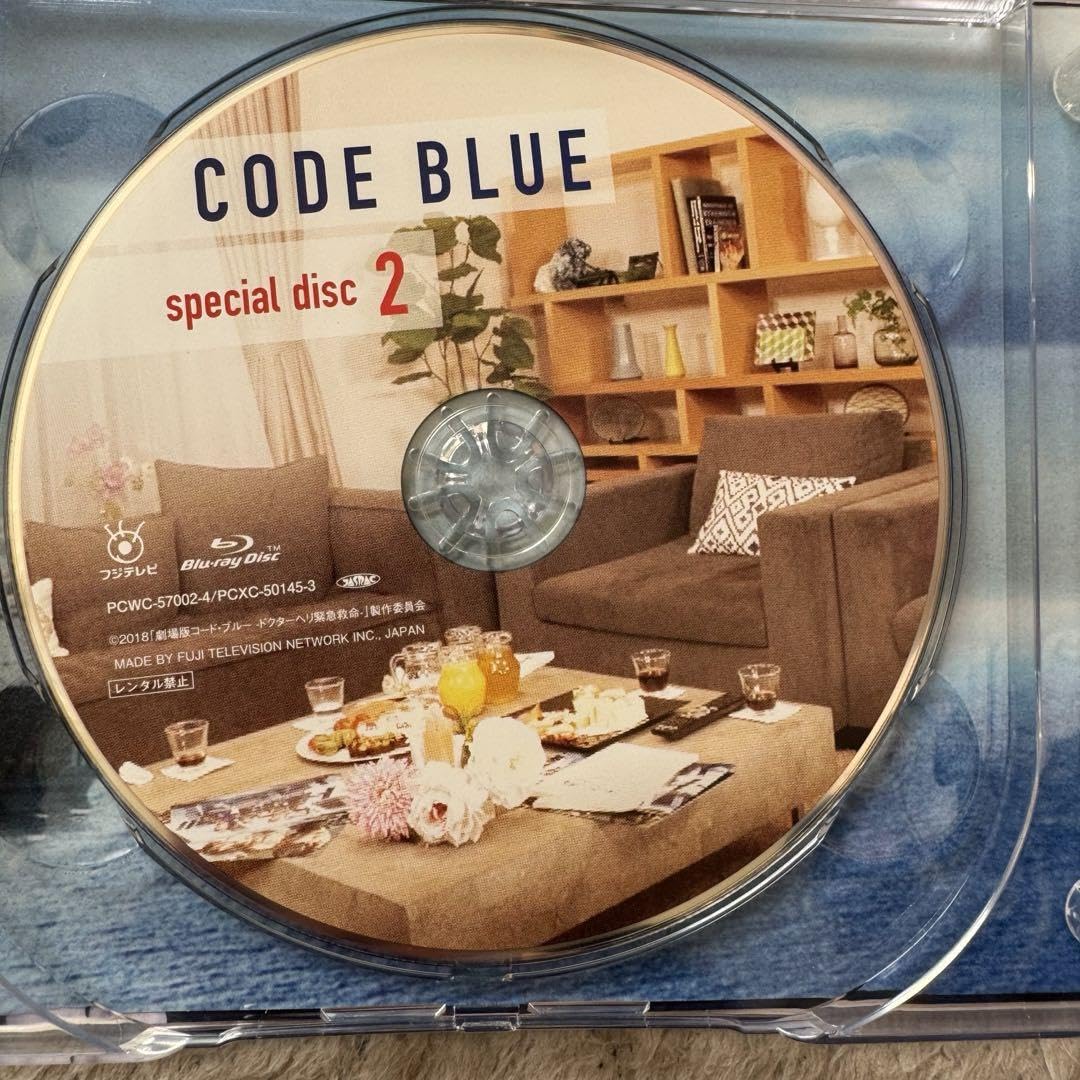 CODE BLUE
special disc 2
フジテレビ
Blu-ray Disc™
PCWC-57002-4/PCXC-50145-3
JASRAC
©2018「劇場版コード・ブルー -ドクターヘリ緊急救命-」製作委員会
MADE BY FUJI TELEVISION NETWORK INC., JAPAN
レンタル禁止